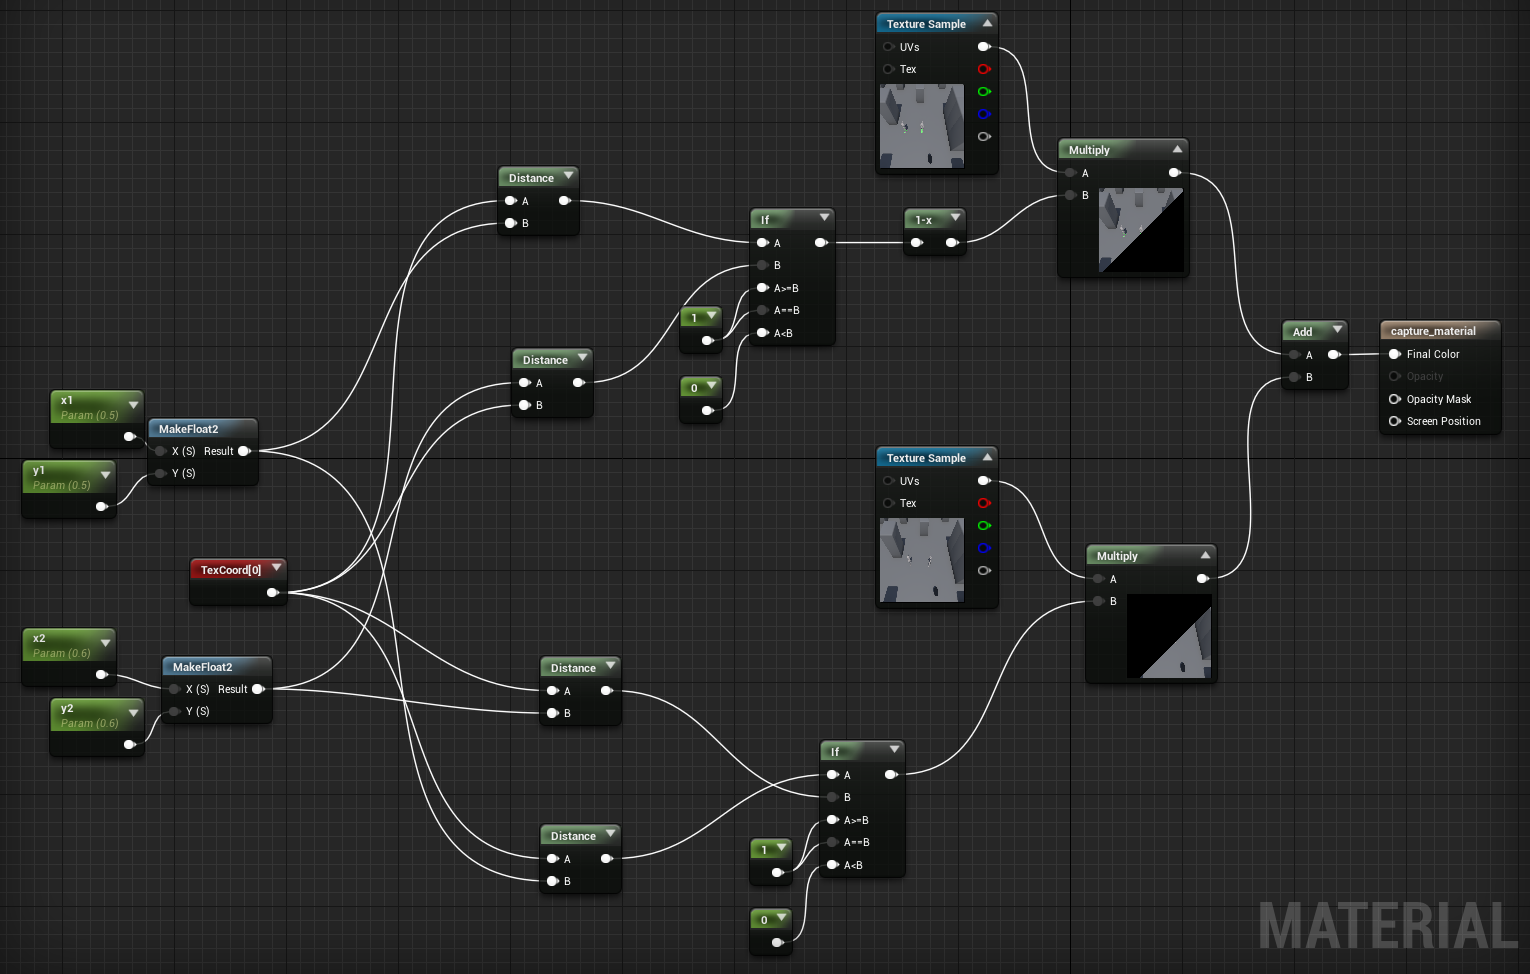 Texture Sample
UVs
Tex
Multiply
A
B
Distance
A
B
If
A
B
A>=B
A==B
A<B
1-x
1
0
Distance
A
B
Add
A
B
capture_material
Final Color
Opacity
Opacity Mask
Screen Position
x1
Param (0.5)
MakeFloat2
X (S) Result
Y (S)
y1
Param (0.5)
Texture Sample
UVs
Tex
Multiply
A
B
TexCoord[0]
x2
Param (0.6)
MakeFloat2
X (S) Result
Y (S)
y2
Param (0.6)
Distance
A
B
If
A
B
A>=B
A==B
A<B
Distance
A
B
1
0
MATERIAL